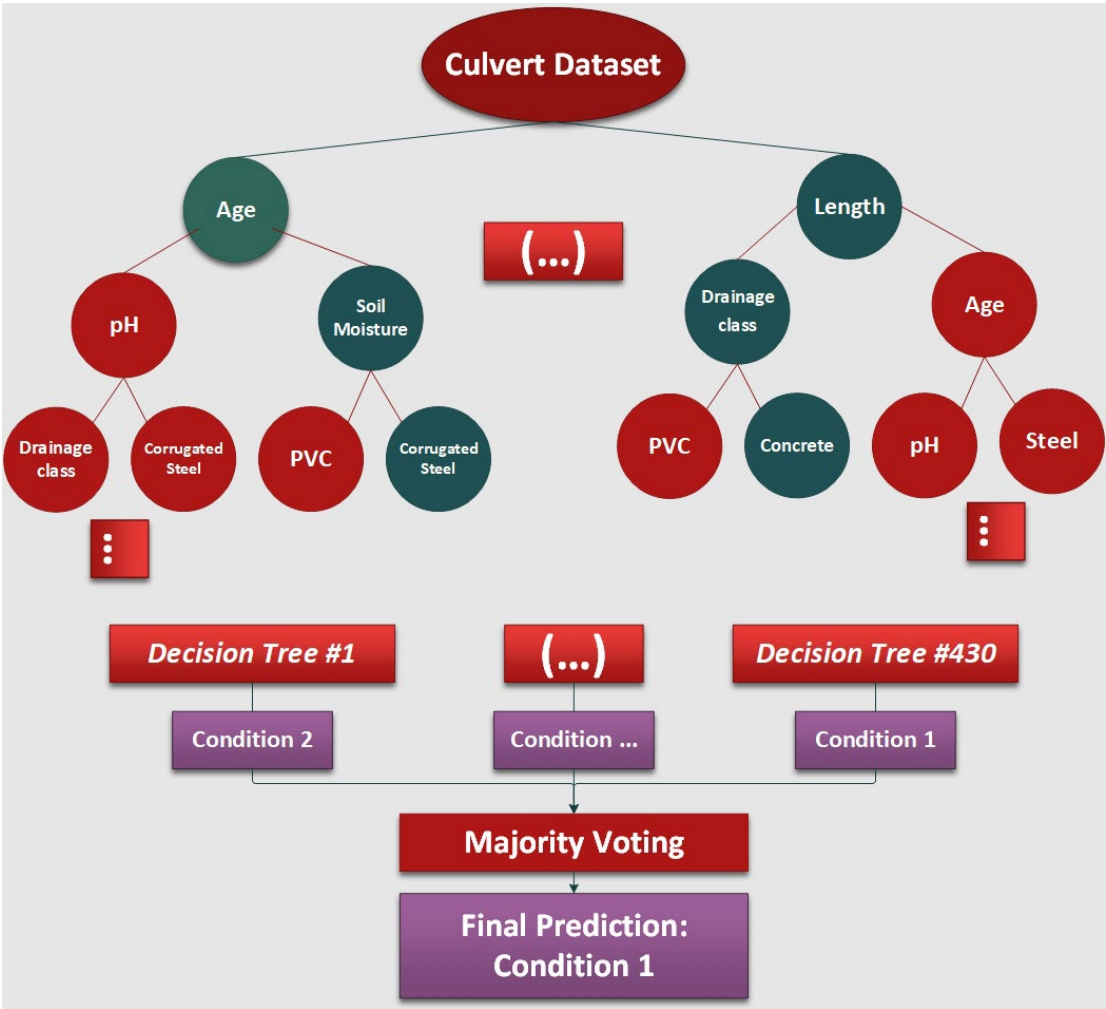 Culvert Dataset
Age
Length
(...)
pH
Soil
Moisture
Drainage
class
Age
Drainage
class
Corrugated
Steel
PVC
Corrugated
Steel
PVC
Concrete
pH
Steel
⋮
⋮
Decision Tree #1
(...)
Decision Tree #430
Condition 2
Condition ...
Condition 1
Majority Voting
Final Prediction:
Condition 1